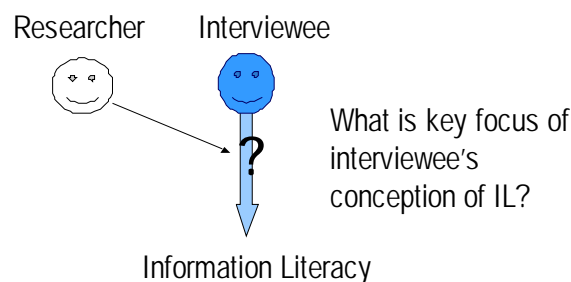 Researcher Interviewee
?
What is key focus of
interviewee's
conception of IL?
Information Literacy